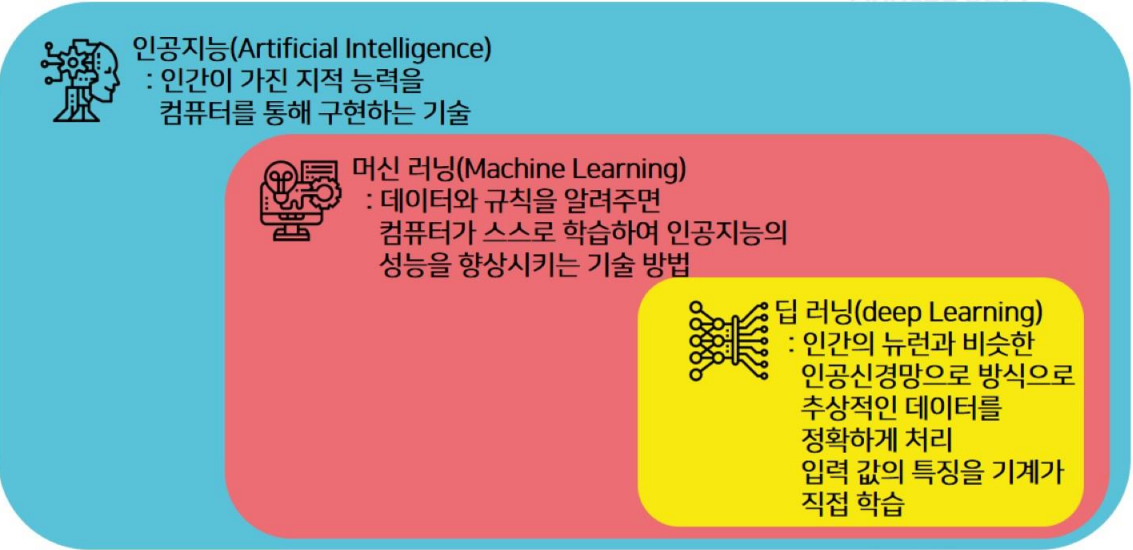 인공지능(Artificial Intelligence)
: 인간이 가진 지적 능력을
컴퓨터를 통해 구현하는 기술
머신 러닝(Machine Learning)
: 데이터와 규칙을 알려주면
컴퓨터가 스스로 학습하여 인공지능의
성능을 향상시키는 기술 방법
딥 러닝(deep Learning)
: 인간의 뉴런과 비슷한
인공신경망으로 방식으로
추상적인 데이터를
정확하게 처리
입력 값의 특징을 기계가
직접 학습